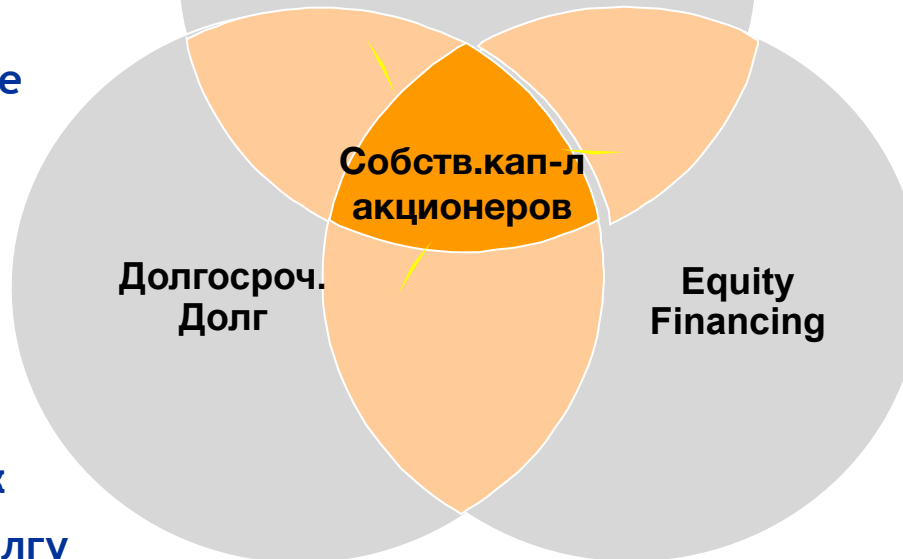 Собств.кап-л
акционеров
Долгосроч.
Долг
Equity
Financing